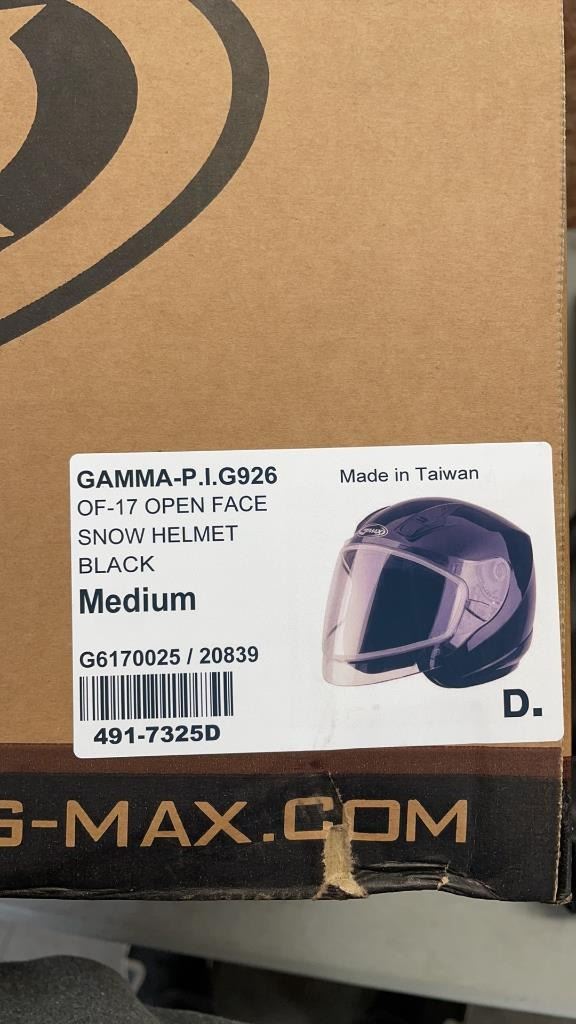 GAMMA-P.I.G926
Made in Taiwan
OF-17 OPEN FACE
SNOW HELMET
BLACK
Medium
GMAX
G6170025 / 20839
D.
491-7325D
G-MAX.COM